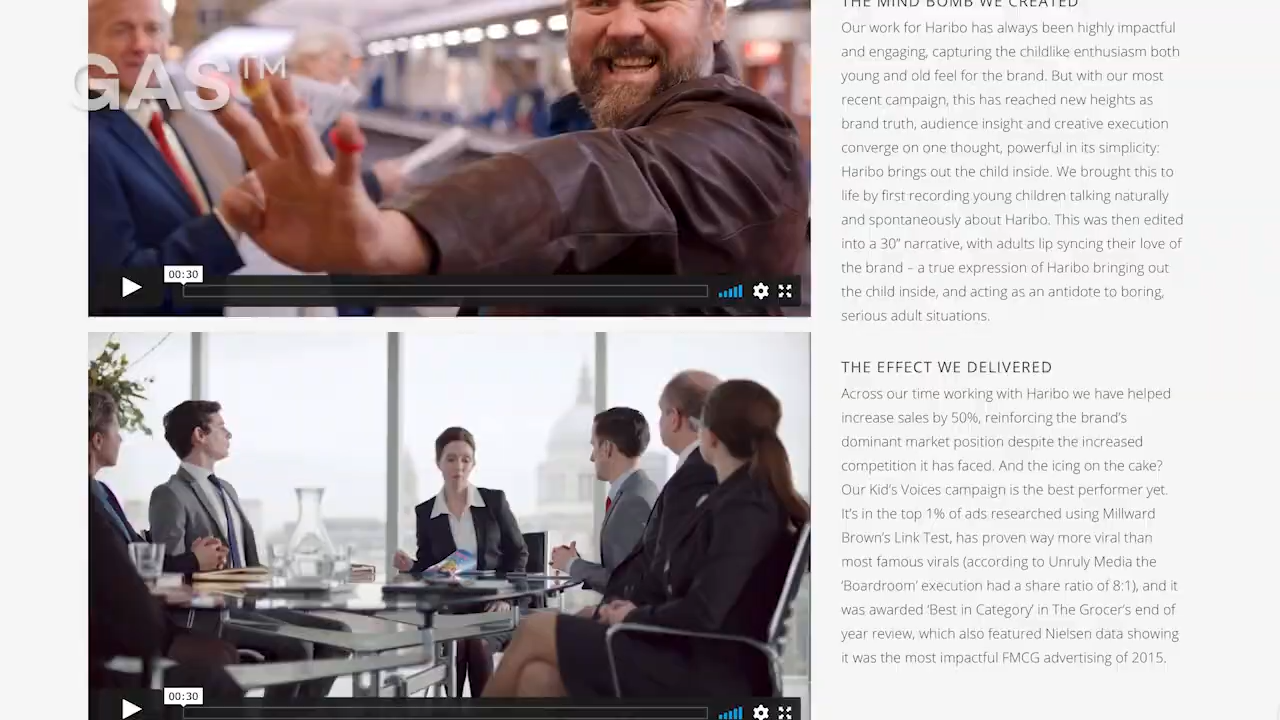 GAS™
00:30
00:30
THE MIND BOMB WE CREATED
Our work for Haribo has always been highly impactful
and engaging, capturing the childlike enthusiasm both
young and old feel for the brand. But with our most
recent campaign, this has reached new heights as
brand truth, audience insight and creative execution
converge on one thought, powerful in its simplicity:
Haribo brings out the child inside. We brought this to
life by first recording young children talking naturally
and spontaneously about Haribo. This was then edited
into a 30” narrative, with adults lip syncing their love of
the brand – a true expression of Haribo bringing out
the child inside, and acting as an antidote to boring,
serious adult situations.
THE EFFECT WE DELIVERED
Across our time working with Haribo we have helped
increase sales by 50%, reinforcing the brand’s
dominant market position despite the increased
competition it has faced. And the icing on the cake?
Our Kid’s Voices campaign is the best performer yet.
It’s in the top 1% of ads researched using Millward
Brown’s Link Test, has proven way more viral than
most famous virals (according to Unruly Media the
‘Boardroom’ execution had a share ratio of 8:1), and it
was awarded ‘Best in Category’ in The Grocer’s end of
year review, which also featured Nielsen data showing
it was the most impactful FMCG advertising of 2015.